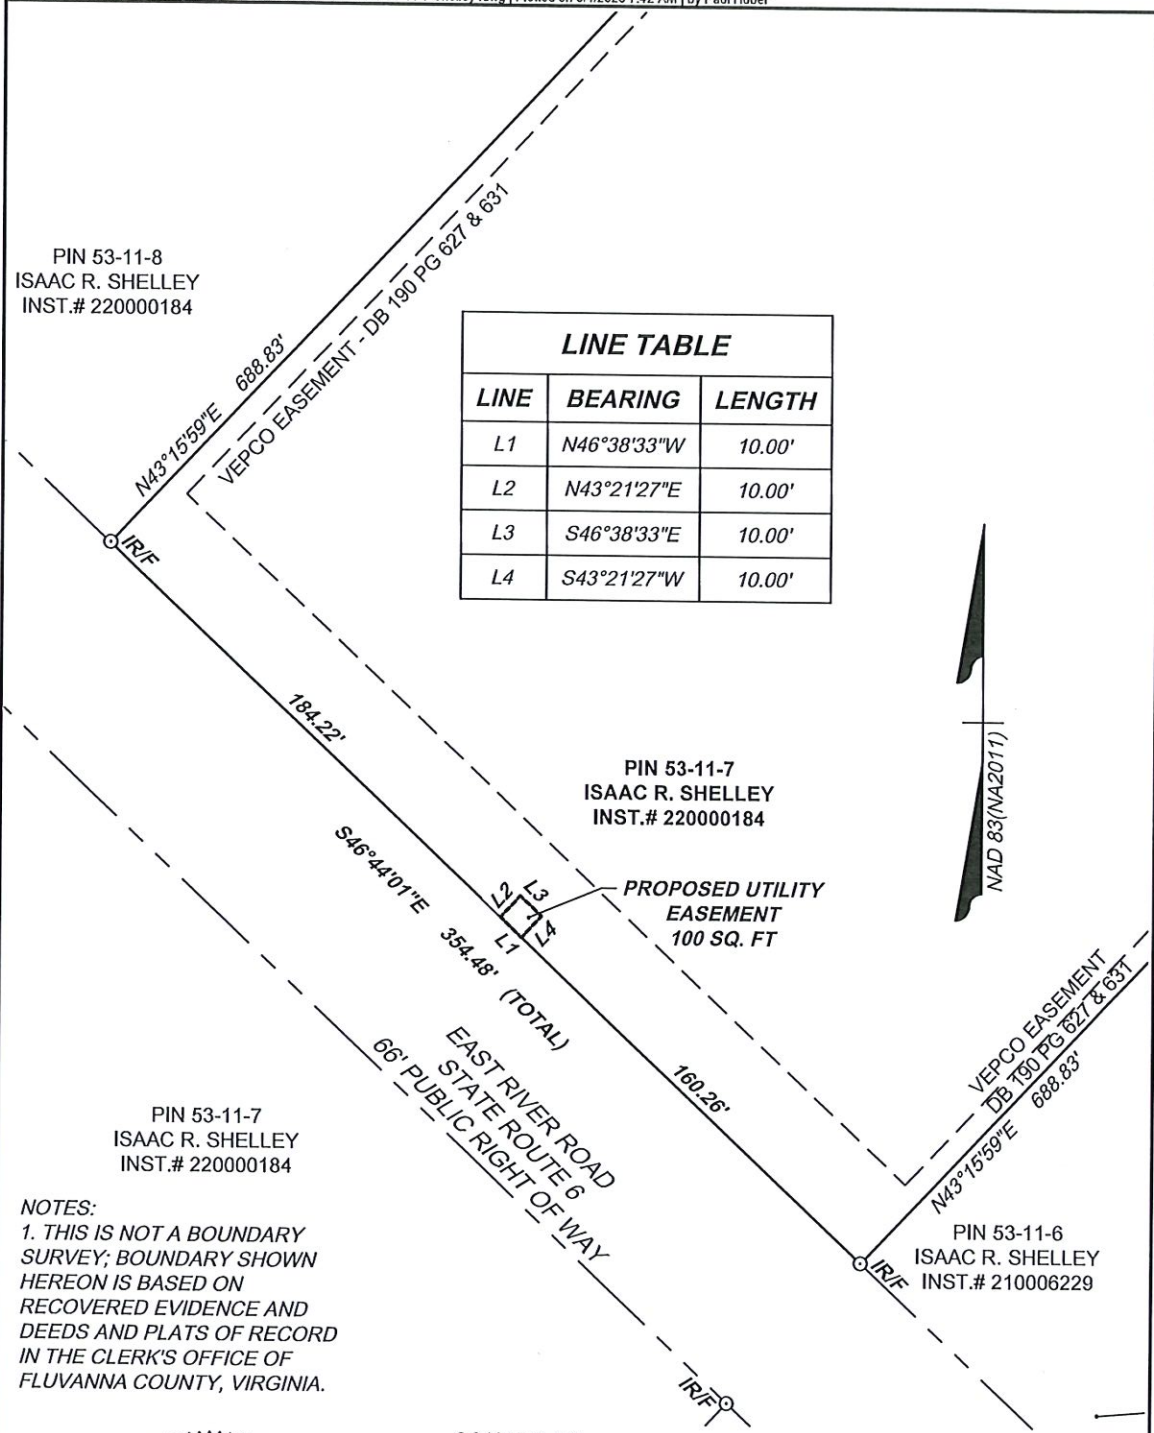 PIN 53-11-8
ISAAC R. SHELLEY
INST.# 220000184
N43°15'59"E 688.83'
VEPCO EASEMENT - DB 190 PG 627 & 631
LINE TABLE
LINE BEARING LENGTH
L1 N46°38'33"W 10.00'
L2 N43°21'27"E 10.00'
L3 S46°38'33"E 10.00'
L4 S43°21'27"W 10.00'
IR/F
184.22'
NAD 83(NA2011)
PIN 53-11-7
ISAAC R. SHELLEY
INST.# 220000184
S46°44'01"E 354.48' (TOTAL)
L2
L3
L1
L4
PROPOSED UTILITY
EASEMENT
100 SQ. FT
EAST RIVER ROAD
STATE ROUTE 6
66' PUBLIC RIGHT OF WAY
160.26'
VEPCO EASEMENT
DB 190 PG 627 & 631
N43°15'59"E 688.83'
PIN 53-11-7
ISAAC R. SHELLEY
INST.# 220000184
NOTES:
1. THIS IS NOT A BOUNDARY
SURVEY; BOUNDARY SHOWN
HEREON IS BASED ON
RECOVERED EVIDENCE AND
DEEDS AND PLATS OF RECORD
IN THE CLERK'S OFFICE OF
FLUVANNA COUNTY, VIRGINIA.
IR/F
PIN 53-11-6
ISAAC R. SHELLEY
INST.# 210006229
IR/F